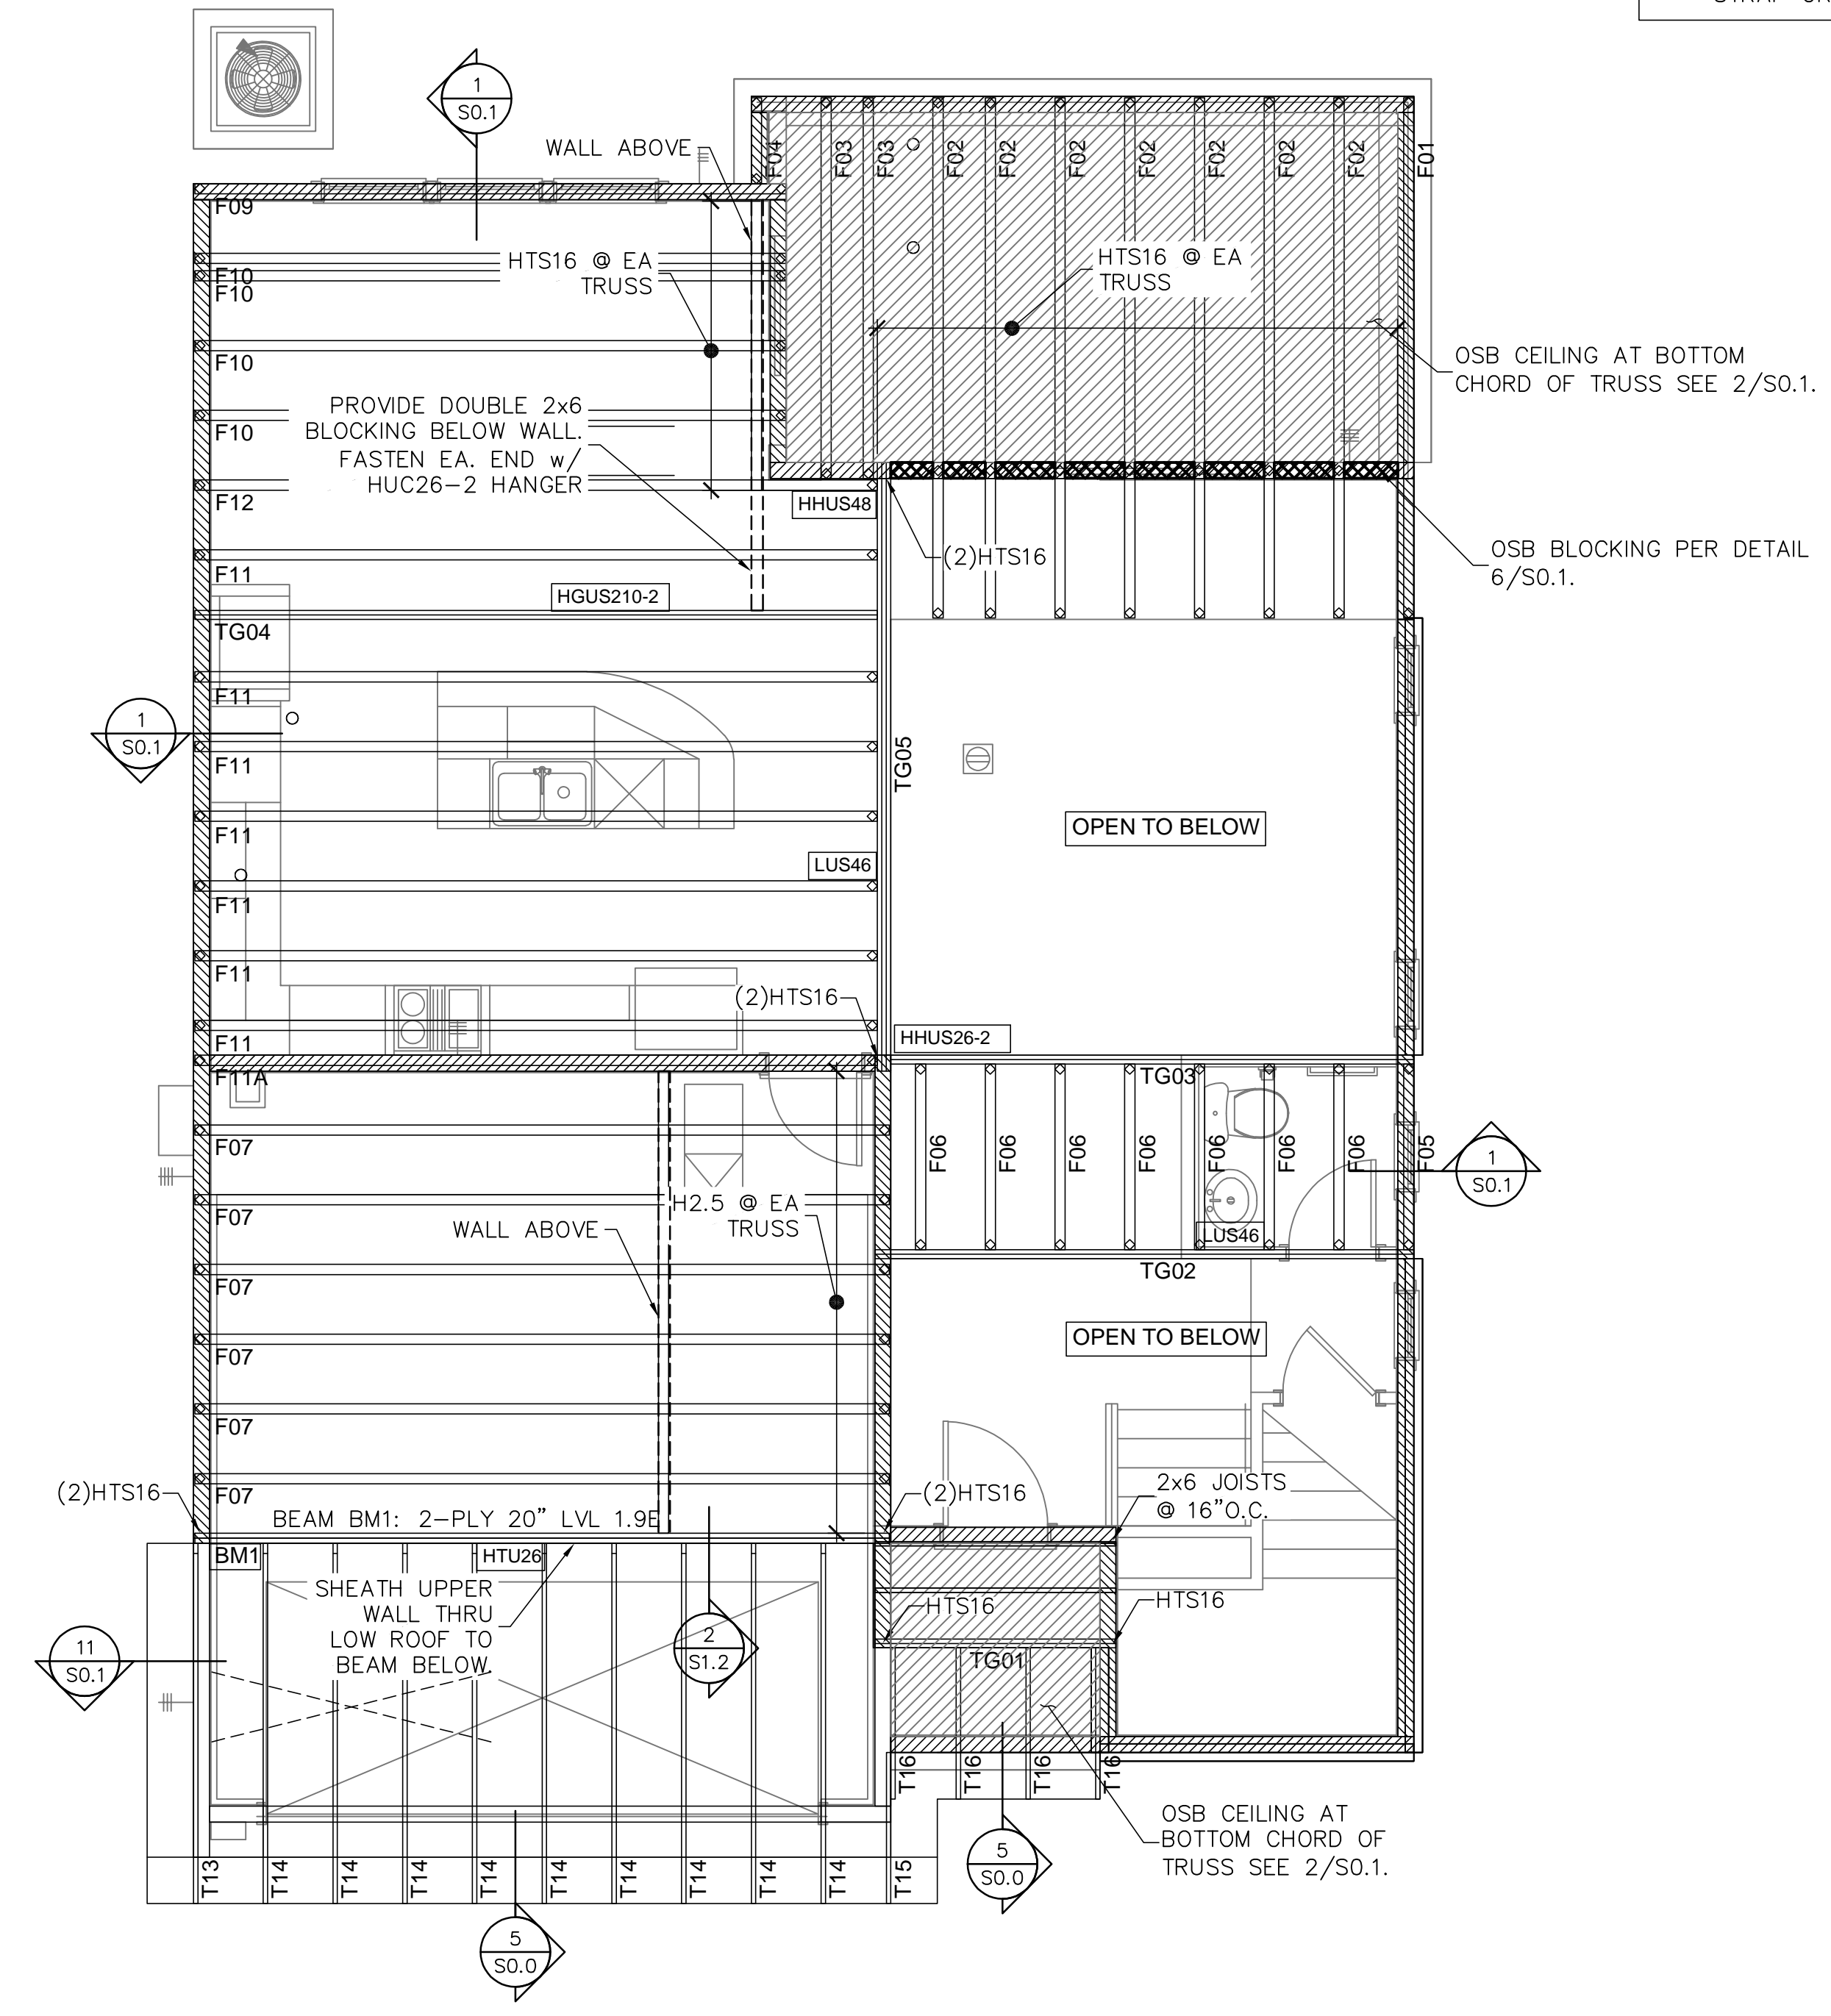 1
S0.1
WALL ABOVE
F04
F03
F03
F02
F02
F02
F02
F02
F02
F02
F01
F09
HTS16 @ EA
TRUSS
HTS16 @ EA
TRUSS
F10
F10
F10
OSB CEILING AT BOTTOM
CHORD OF TRUSS SEE 2/S0.1.
PROVIDE DOUBLE 2x6
BLOCKING BELOW WALL.
FASTEN EA. END w/
HUC26-2 HANGER
F10
F12
HHUS48
(2)HTS16
OSB BLOCKING PER DETAIL
6/S0.1.
F11
HGUS210-2
TG04
F11
1
S0.1
F11
TG05
OPEN TO BELOW
F11
LUS46
F11
F11
(2)HTS16
F11
HHUS26-2
F11A
TG03
F07
F06
F06
F06
F06
F06
F06
F06
F05
1
S0.1
H2.5 @ EA
TRUSS
F07
WALL ABOVE
LUS46
F07
TG02
F07
OPEN TO BELOW
F07
(2)HTS16
F07
(2)HTS16
2x6 JOISTS
@ 16"O.C.
BEAM BM1: 2-PLY 20" LVL 1.9E
BM1
HTU26
SHEATH UPPER
WALL THRU
LOW ROOF TO
BEAM BELOW.
HTS16
HTS16
2
S1.2
11
S0.1
TG01
T16
T16
T16
T16
OSB CEILING AT
BOTTOM CHORD OF
TRUSS SEE 2/S0.1.
5
S0.0
T13
T14
T14
T14
T14
T14
T14
T14
T14
T14
T15
5
S0.0